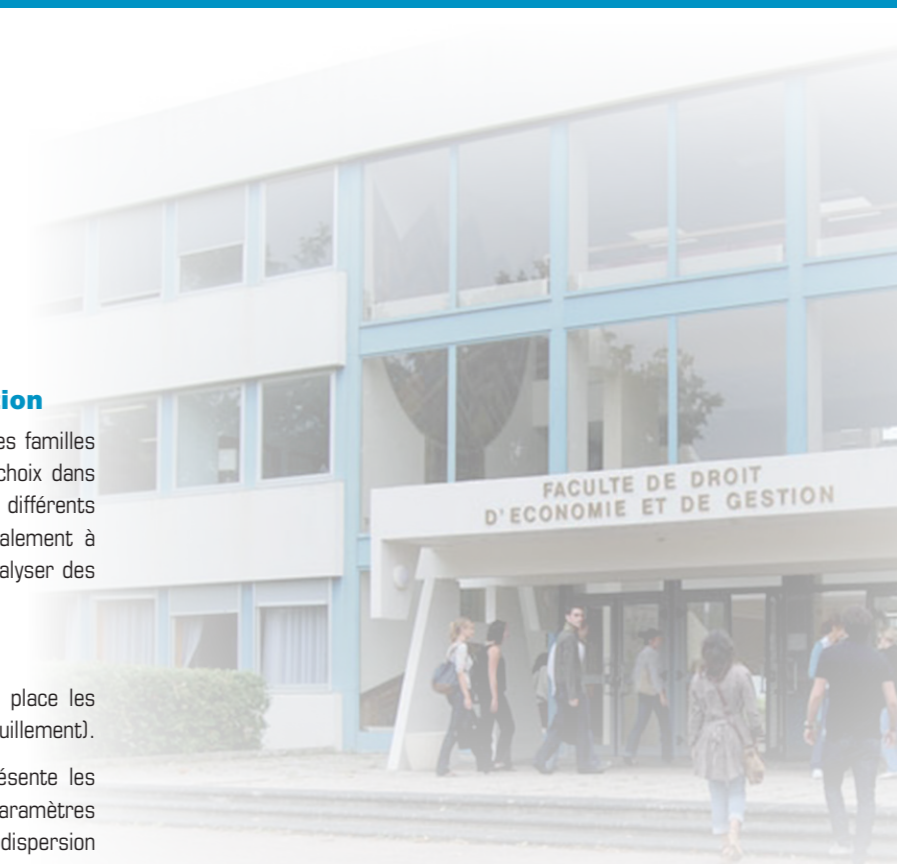 tion
es familles
choix dans
différents
alement à
alyser des
place les
uillement).
ésente les
aramètres
dispersion
FACULTE DE DROIT
D'ECONOMIE ET DE GESTION